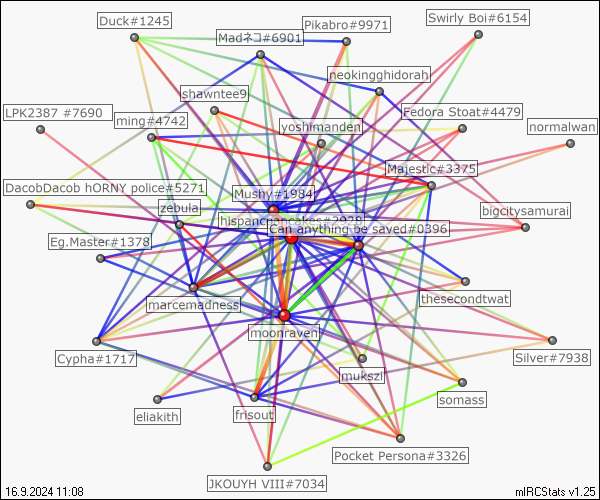 Duck#1245
Swirly Boi#6154
Pikabro#9971
Madネコ#6901
neokingghidorah
shawntee9
LPK2387 #7690
Fedora Stoat#4479
ming#4742
yoshimanden
normalwan
Majestic#3375
DacobDacob hORNY police#5271
Mushy#1984
zebula
bigcitysamurai
hispanicpancakes#2928
Can anything be saved#0396
Eg.Master#1378
thesecondtwat
marcemadness
moonraven
Cypha#1717
Silver#7938
mukszi
somass
eliakith
frisout
Pocket Persona#3326
JKOUYH VIII#7034
16.9.2024 11:08
mIRCStats v1.25